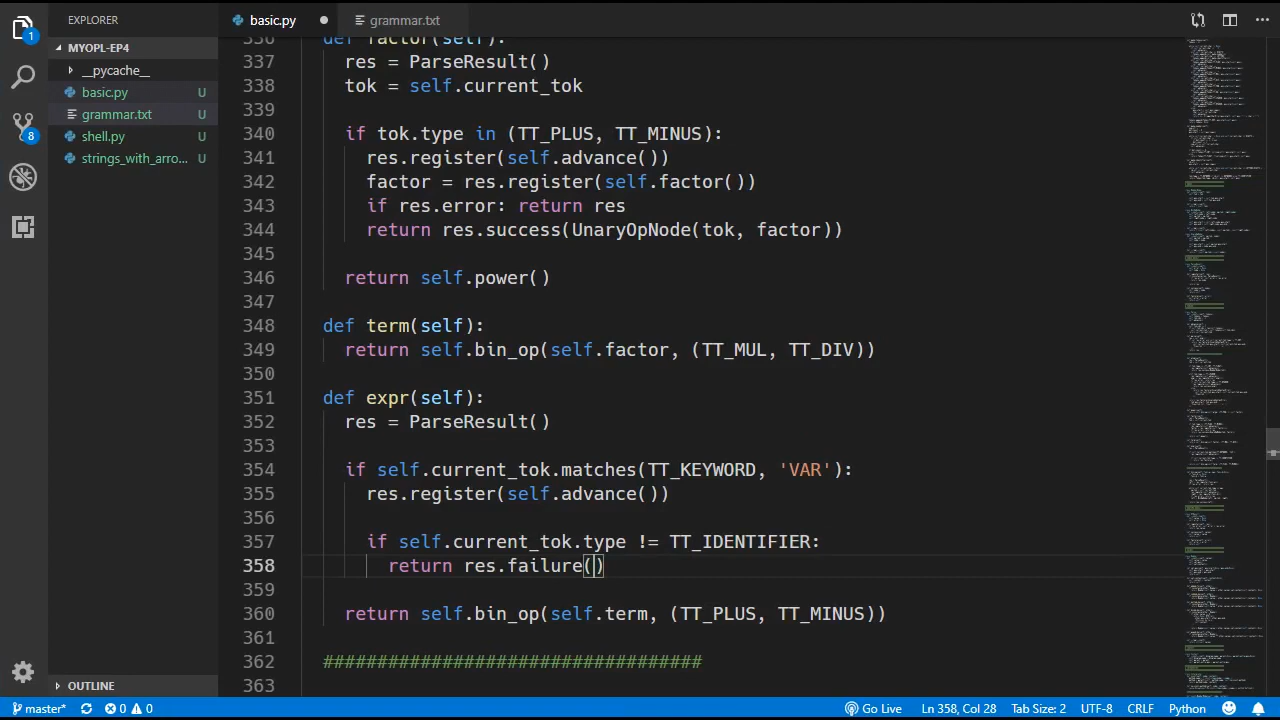 1
8
EXPLORER
MYOPL-EP4
__pycache__
basic.py U
grammar.txt U
shell.py U
strings_with_arro... U
OUTLINE
basic.py
grammar.txt
336 def factor(self):
337 res = ParseResult()
338 tok = self.current_tok
339
340 if tok.type in (TT_PLUS, TT_MINUS):
341 res.register(self.advance())
342 factor = res.register(self.factor())
343 if res.error: return res
344 return res.success(UnaryOpNode(tok, factor))
345
346 return self.power()
347
348 def term(self):
349 return self.bin_op(self.factor, (TT_MUL, TT_DIV))
350
351 def expr(self):
352 res = ParseResult()
353
354 if self.current_tok.matches(TT_KEYWORD, 'VAR'):
355 res.register(self.advance())
356
357 if self.current_tok.type != TT_IDENTIFIER:
358 return res.failure()
359
360 return self.bin_op(self.term, (TT_PLUS, TT_MINUS))
361
362 ###################################
363
master*
0 0
Go Live
Ln 358, Col 28
Tab Size: 2
UTF-8
CRLF
Python